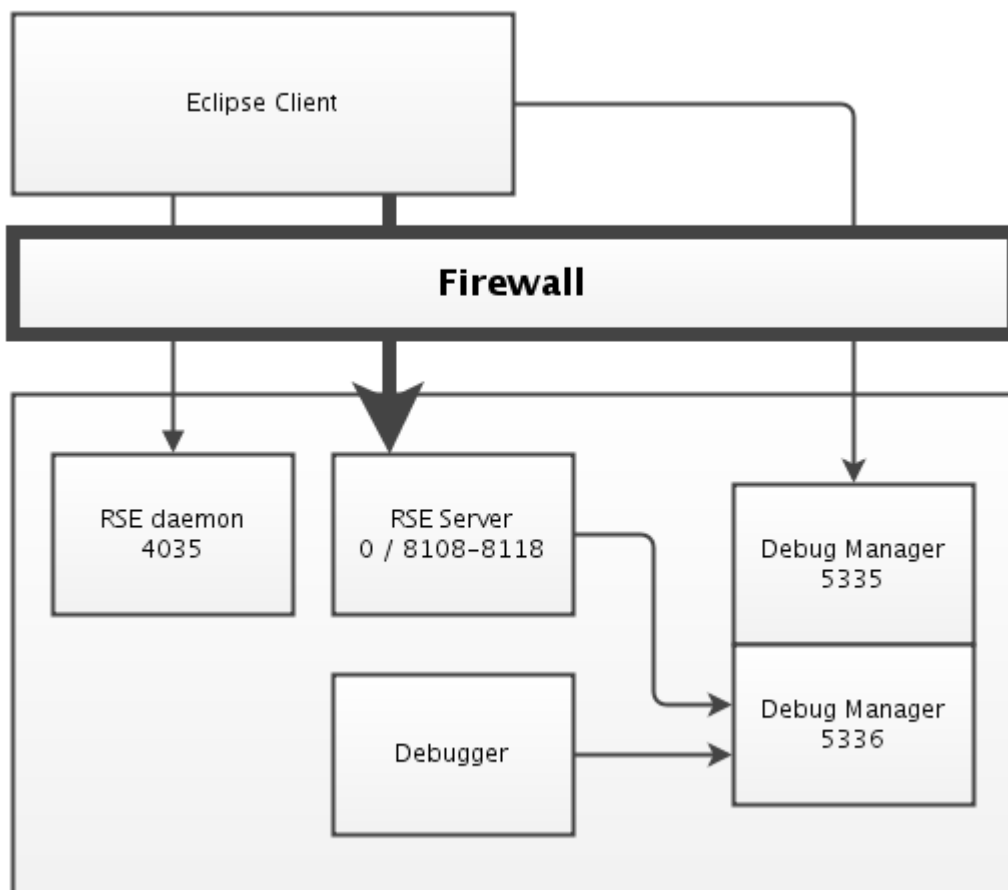 Eclipse Client
Firewall
RSE daemon
4035
RSE Server
0 / 8108-8118
Debug Manager
5335
Debug Manager
5336
Debugger